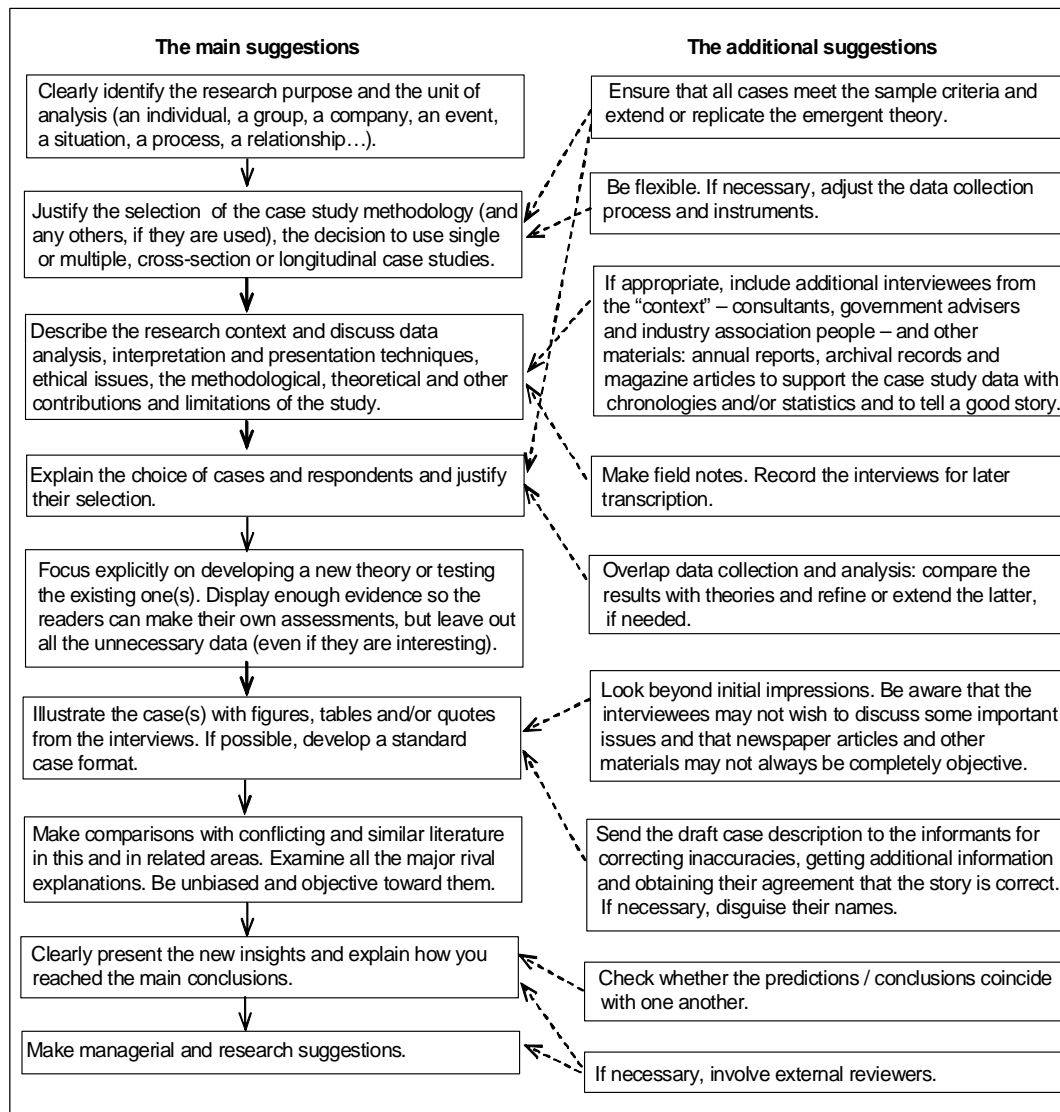 The main suggestions
Clearly identify the research purpose and the unit of
analysis (an individual, a group, a company, an event,
a situation, a process, a relationship…).
Justify the selection of the case study methodology (and
any others, if they are used), the decision to use single
or multiple, cross-section or longitudinal case studies.
Describe the research context and discuss data
analysis, interpretation and presentation techniques,
ethical issues, the methodological, theoretical and other
contributions and limitations of the study.
Explain the choice of cases and respondents and justify
their selection.
Focus explicitly on developing a new theory or testing
the existing one(s). Display enough evidence so the
readers can make their own assessments, but leave out
all the unnecessary data (even if they are interesting).
Illustrate the case(s) with figures, tables and/or quotes
from the interviews. If possible, develop a standard
case format.
Make comparisons with conflicting and similar literature
in this and in related areas. Examine all the major rival
explanations. Be unbiased and objective toward them.
Clearly present the new insights and explain how you
reached the main conclusions.
Make managerial and research suggestions.
The additional suggestions
Ensure that all cases meet the sample criteria and
extend or replicate the emergent theory.
Be flexible. If necessary, adjust the data collection
process and instruments.
If appropriate, include additional interviewees from
the “context” – consultants, government advisers
and industry association people – and other
materials: annual reports, archival records and
magazine articles to support the case study data with
chronologies and/or statistics and to tell a good story.
Make field notes. Record the interviews for later
transcription.
Overlap data collection and analysis: compare the
results with theories and refine or extend the latter,
if needed.
Look beyond initial impressions. Be aware that the
interviewees may not wish to discuss some important
issues and that newspaper articles and other
materials may not always be completely objective.
Send the draft case description to the informants for
correcting inaccuracies, getting additional information
and obtaining their agreement that the story is correct.
If necessary, disguise their names.
Check whether the predictions / conclusions coincide
with one another.
If necessary, involve external reviewers.